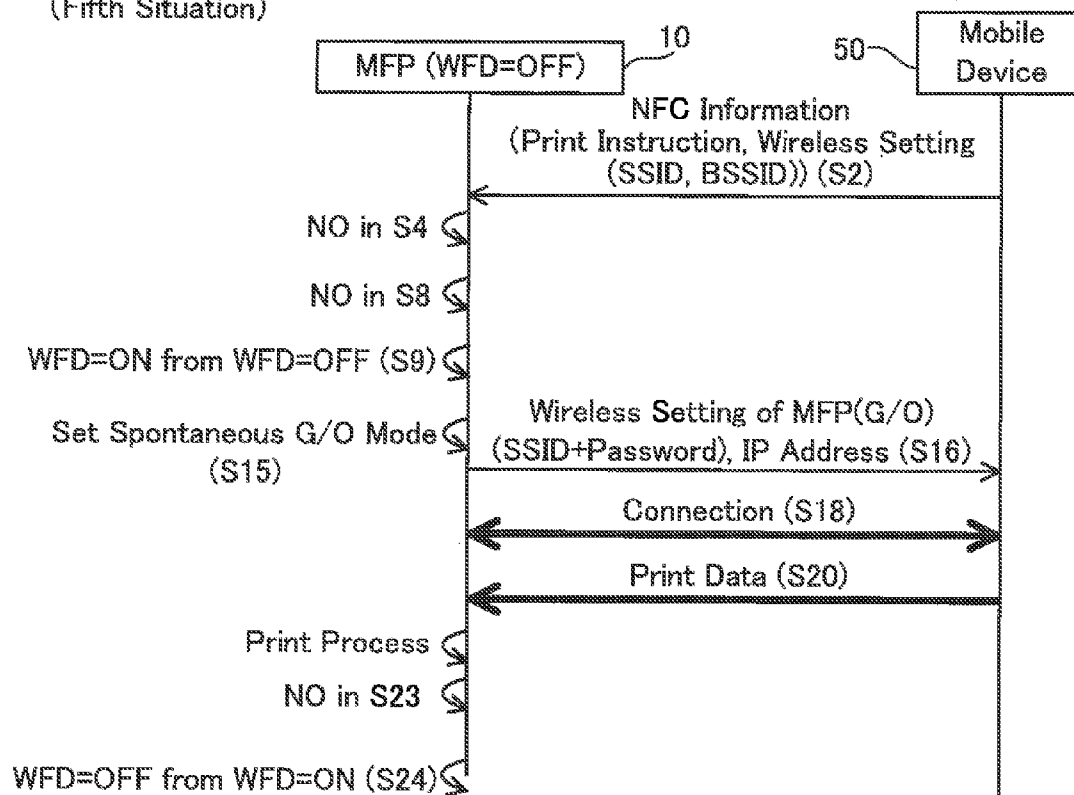 (Fifth Situation)
MFP (WFD=OFF)
10
50
Mobile
Device
NFC Information
(Print Instruction, Wireless Setting
(SSID, BSSID)) (S2)
NO in S4
NO in S8
WFD=ON from WFD=OFF (S9)
Set Spontaneous G/O Mode
(S15)
Wireless Setting of MFP(G/O)
(SSID+Password), IP Address (S16)
Connection (S18)
Print Data (S20)
Print Process
NO in S23
WFD=OFF from WFD=ON (S24)